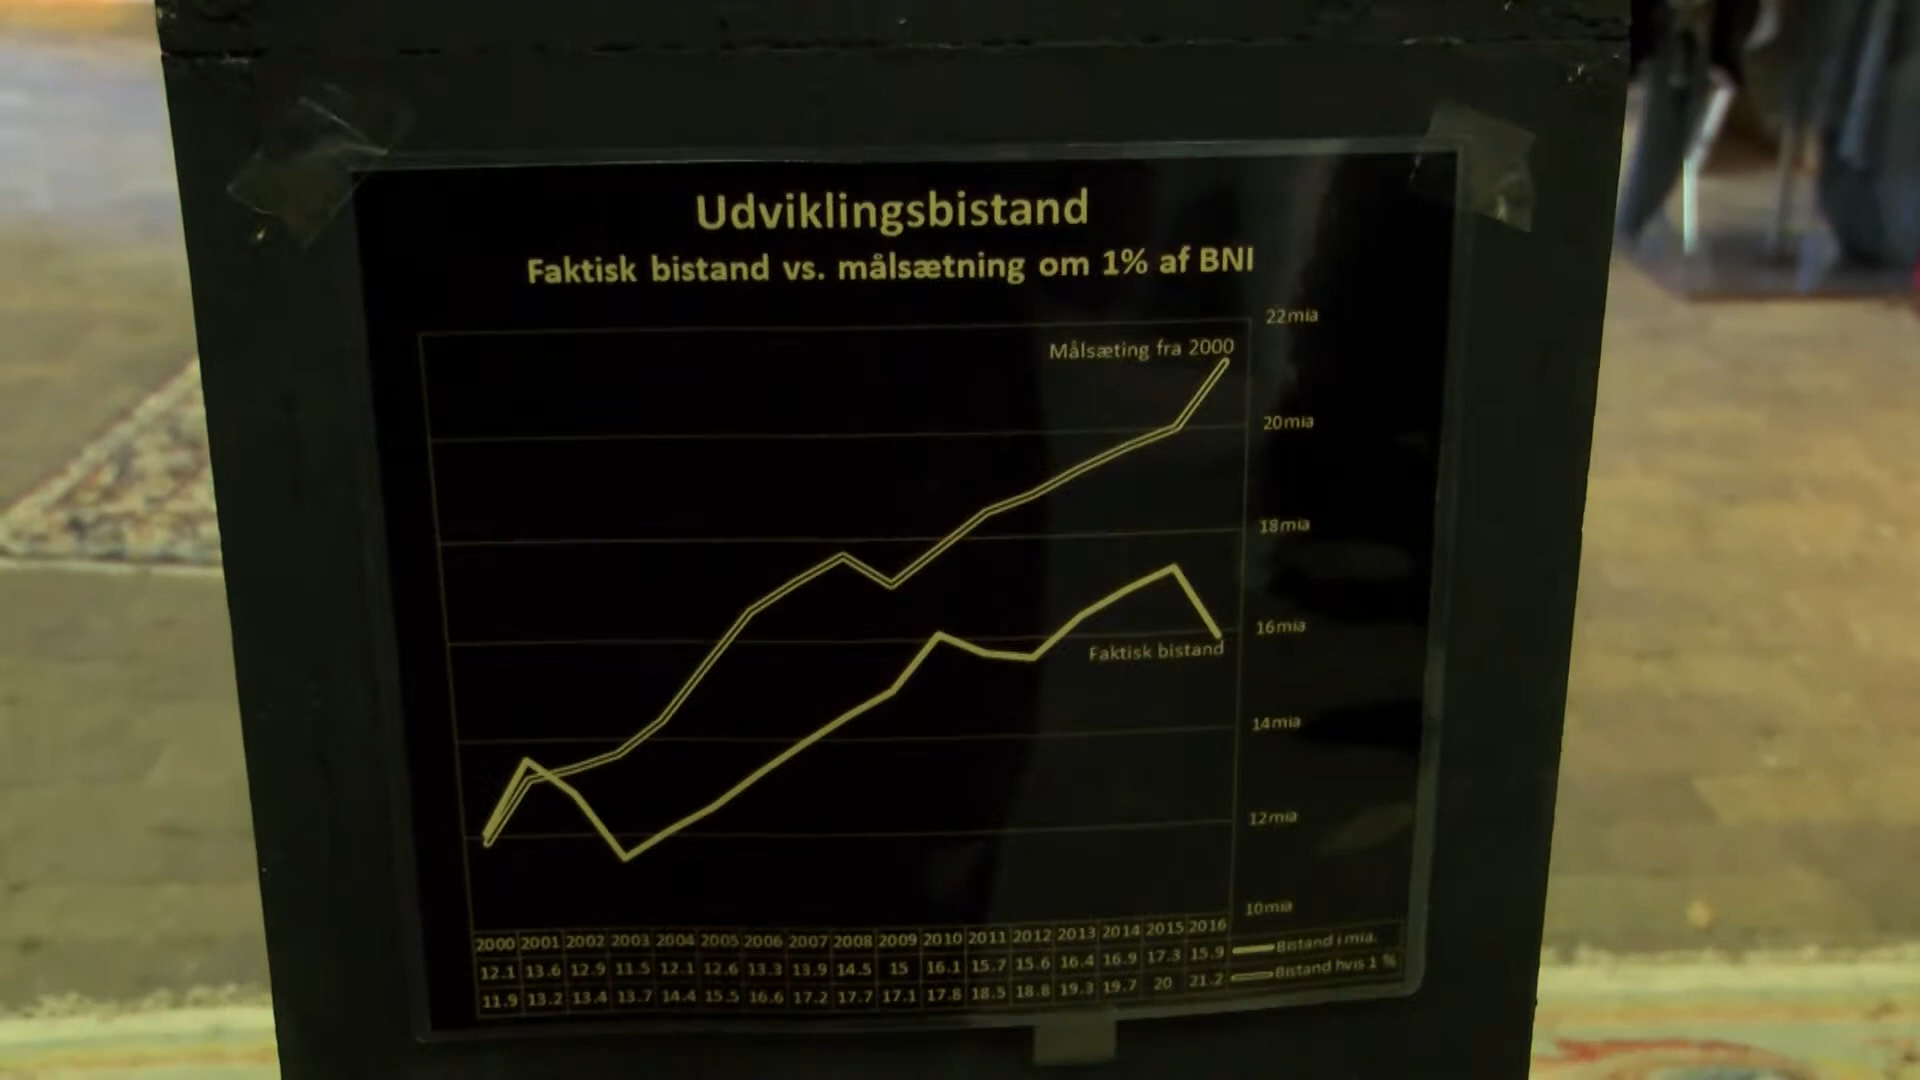 Udviklingsbistand
Faktisk bistand vs. målsætning om 1% af BNI
22mia
Målsæting fra 2000
20mia
18mia
16mia
Faktisk bistand
14mia
12mia
10mia
2000 2001 2002 2003 2004 2005 2006 2007 2008 2009 2010 2011 2012 2013 2014 2015 2016
12.1 13.6 12.9 11.5 12.1 12.6 13.3 13.9 14.5 15 16.1 15.7 15.6 16.4 16.9 17.3 15.9 Bistand i mia.
11.9 13.2 13.4 13.7 14.4 15.5 16.6 17.2 17.7 17.1 17.8 18.5 18.8 19.3 19.7 20 21.2 Bistand hvis 1 %